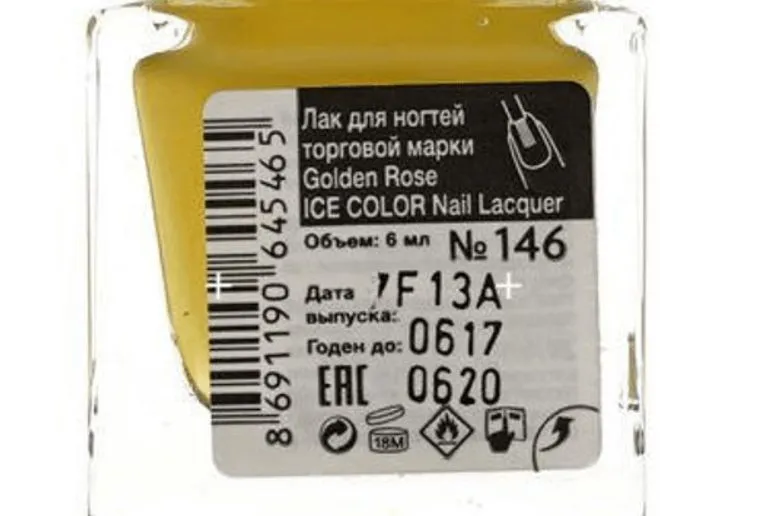 Лак для ногтей
торговой марки
Golden Rose
ICE COLOR Nail Lacquer
Объем: 6 мл №146
Дата F13A
выпуска:
Годен до: 0617
EAC 0620
18M
8 691190 645465